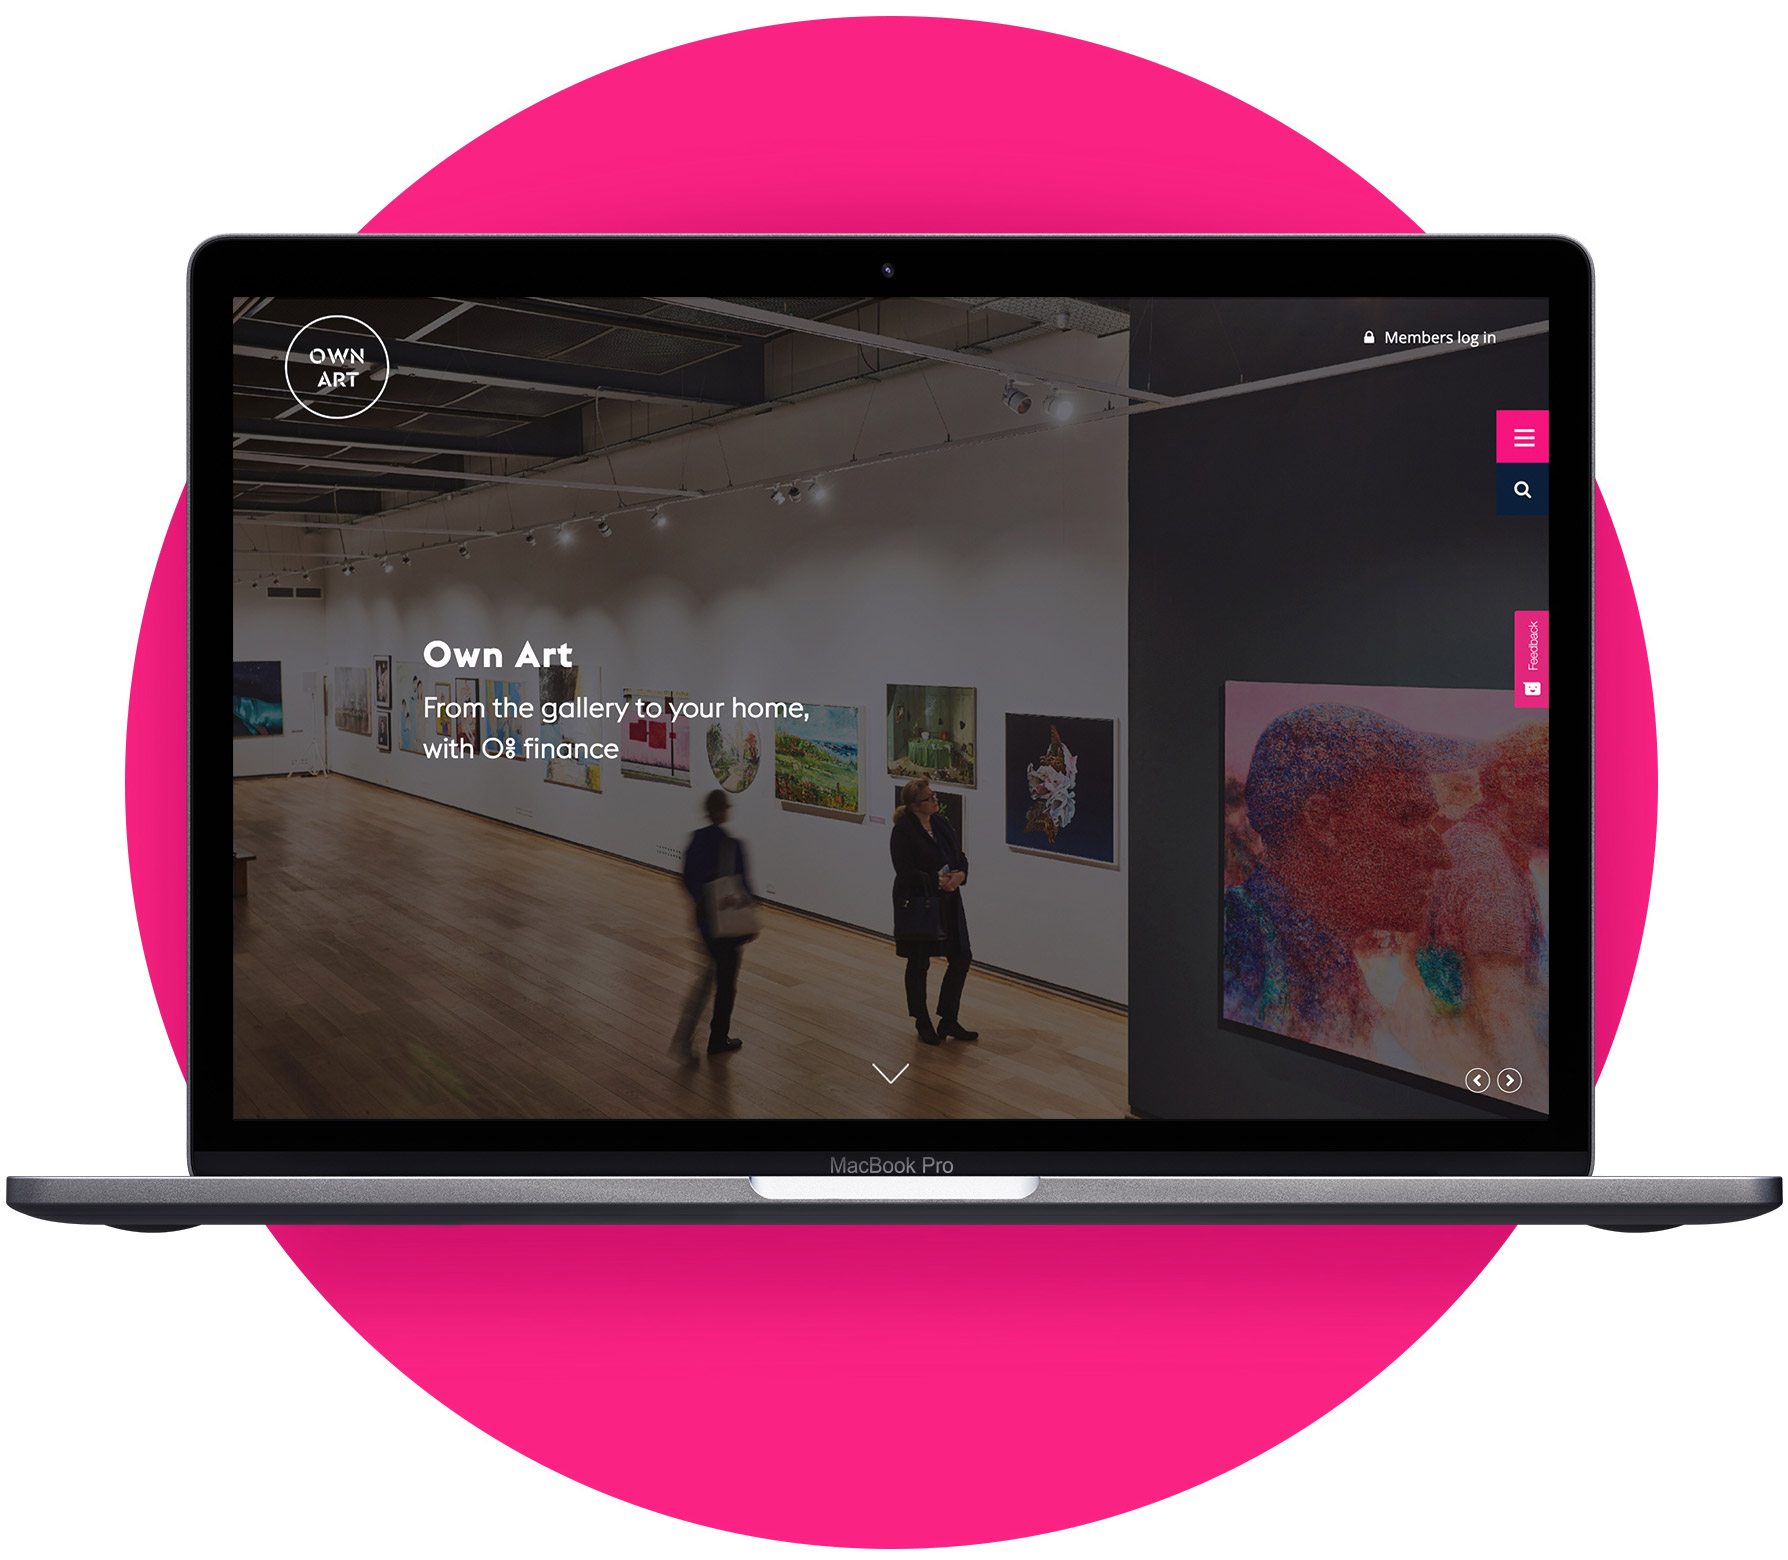 OWN
ART
Members log in
Feedback
Own Art
From the gallery to your home,
with 0% finance
MacBook Pro